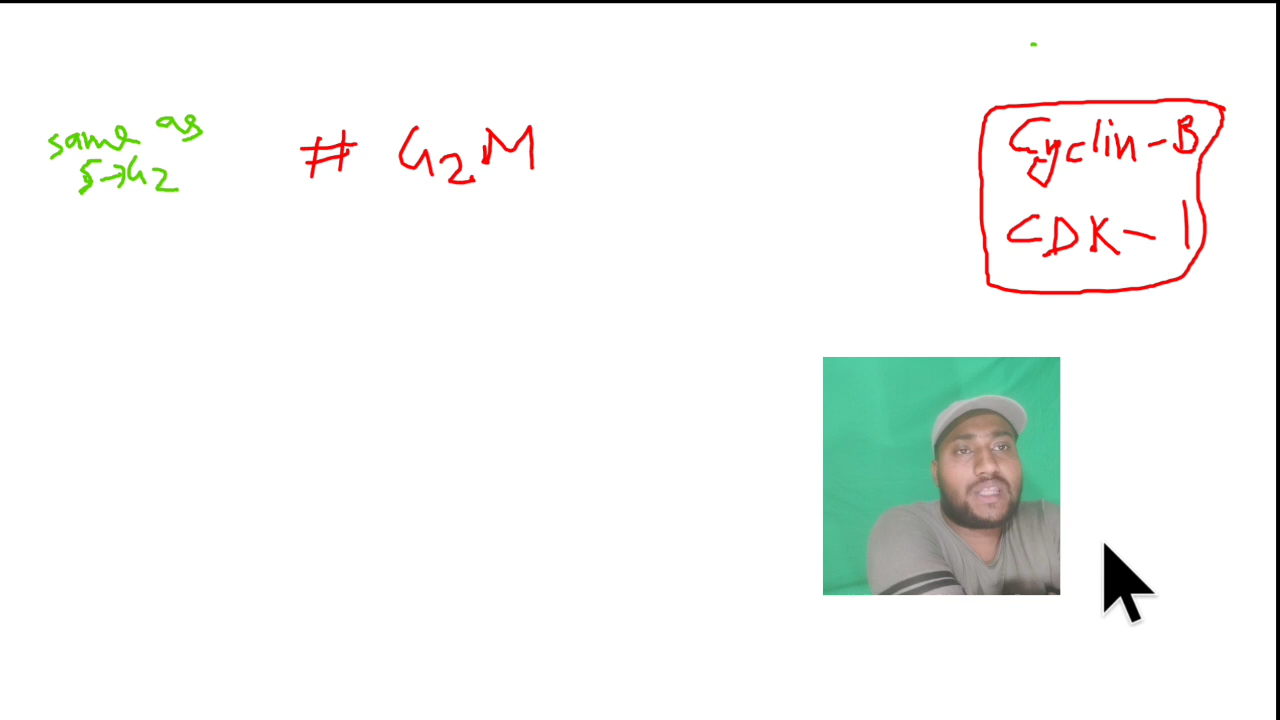 same as
S→G2
# G2M
Cyclin-B
CDK-1